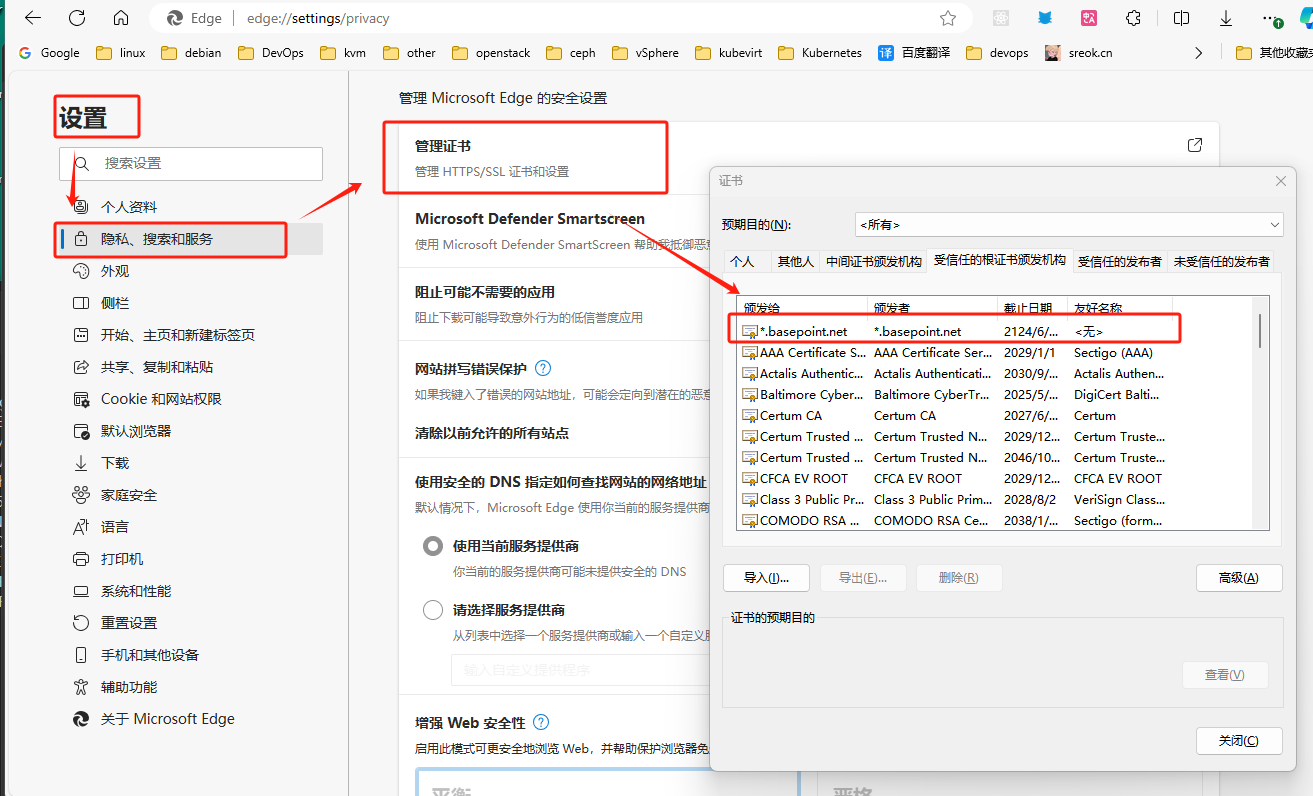 Edge
edge://settings/privacy
Google
linux
debian
DevOps
kvm
other
openstack
ceph
vSphere
kubevirt
Kubernetes
译 百度翻译
devops
sreok.cn
其他收藏
设置
搜索设置
个人资料
隐私、搜索和服务
外观
侧栏
开始、主页和新建标签页
共享、复制和粘贴
Cookie 和网站权限
默认浏览器
下载
家庭安全
语言
打印机
系统和性能
重置设置
手机和其他设备
辅助功能
关于 Microsoft Edge
管理 Microsoft Edge 的安全设置
管理证书
管理 HTTPS/SSL 证书和设置
Microsoft Defender Smartscreen
使用 Microsoft Defender SmartScreen 帮助我抵御恶
阻止可能不需要的应用
阻止下载可能导致意外行为的低信誉度应用
网站拼写错误保护
如果我键入了错误的网站地址，可能会定向到潜在的恶意
清除以前允许的所有站点
使用安全的 DNS 指定如何查找网站的网络地址
默认情况下，Microsoft Edge 使用你当前的服务提供商
使用当前服务提供商
你当前的服务提供商可能未提供安全的 DNS
请选择服务提供商
从列表中选择一个服务提供商或输入一个自定义
输入自定义提供程序
增强 Web 安全性
启用此模式可更安全地浏览 Web，并帮助保护浏览器免
平衡
严格
证书
预期目的(N):
<所有>
个人
其他人
中间证书颁发机构
受信任的根证书颁发机构
受信任的发布者
未受信任的发布者
颁发给 颁发者 截止日期 友好名称
*.basepoint.net *.basepoint.net 2124/6/... <无>
AAA Certificate S... AAA Certificate Ser... 2029/1/1 Sectigo (AAA)
Actalis Authentic... Actalis Authenticati... 2030/9/... Actalis Authen...
Baltimore Cyber... Baltimore CyberTr... 2025/5/... DigiCert Balti...
Certum CA Certum CA 2027/6/... Certum
Certum Trusted ... Certum Trusted N... 2029/12... Certum Truste...
Certum Trusted ... Certum Trusted N... 2046/10... Certum Truste...
CFCA EV ROOT CFCA EV ROOT 2029/12... CFCA EV ROOT
Class 3 Public Pr... Class 3 Public Prim... 2028/8/2 VeriSign Class...
COMODO RSA ... COMODO RSA Ce... 2038/1/... Sectigo (form...
导入(I)...
导出(E)...
删除(R)
高级(A)
证书的预期目的
查看(V)
关闭(C)